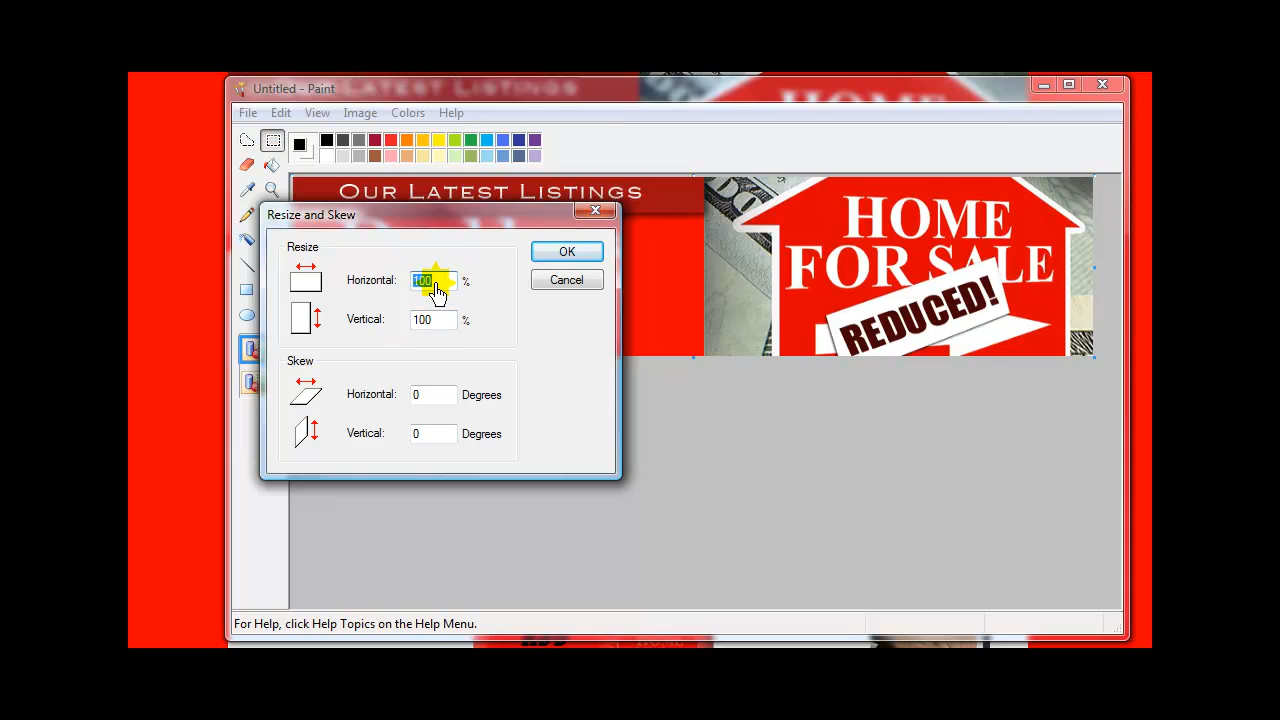 Untitled - Paint
File Edit View Image Colors Help
OUR LATEST LISTINGS
Resize and Skew
Resize
Horizontal: 100 %
Vertical: 100 %
Skew
Horizontal: 0 Degrees
Vertical: 0 Degrees
OK
Cancel
HOME
FOR SALE
REDUCED!
For Help, click Help Topics on the Help Menu.